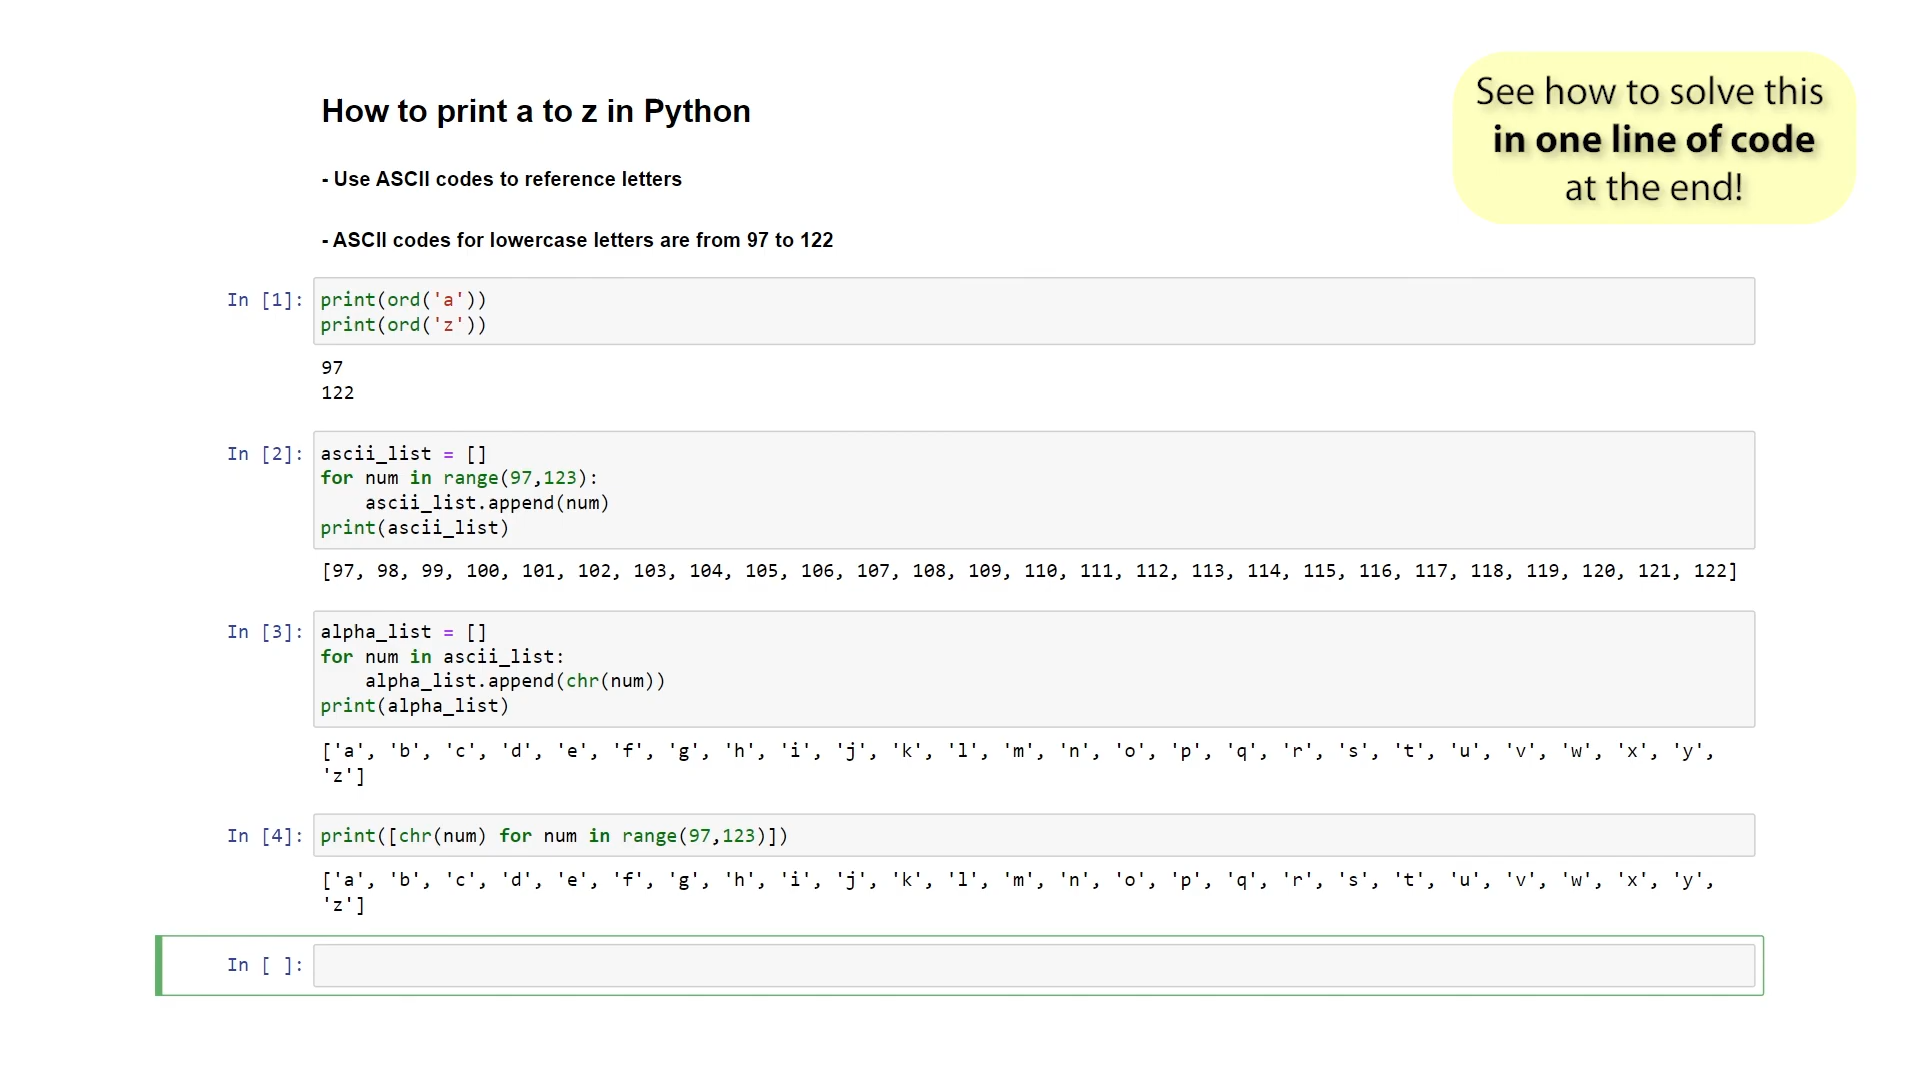 See how to solve this
in one line of code
at the end!
How to print a to z in Python
- Use ASCII codes to reference letters
- ASCII codes for lowercase letters are from 97 to 122
In [1]:
print(ord('a'))
print(ord('z'))
97
122
In [2]:
ascii_list = []
for num in range(97,123):
    ascii_list.append(num)
print(ascii_list)
[97, 98, 99, 100, 101, 102, 103, 104, 105, 106, 107, 108, 109, 110, 111, 112, 113, 114, 115, 116, 117, 118, 119, 120, 121, 122]
In [3]:
alpha_list = []
for num in ascii_list:
    alpha_list.append(chr(num))
print(alpha_list)
['a', 'b', 'c', 'd', 'e', 'f', 'g', 'h', 'i', 'j', 'k', 'l', 'm', 'n', 'o', 'p', 'q', 'r', 's', 't', 'u', 'v', 'w', 'x', 'y',
'z']
In [4]:
print([chr(num) for num in range(97,123)])
['a', 'b', 'c', 'd', 'e', 'f', 'g', 'h', 'i', 'j', 'k', 'l', 'm', 'n', 'o', 'p', 'q', 'r', 's', 't', 'u', 'v', 'w', 'x', 'y',
'z']
In [ ]: